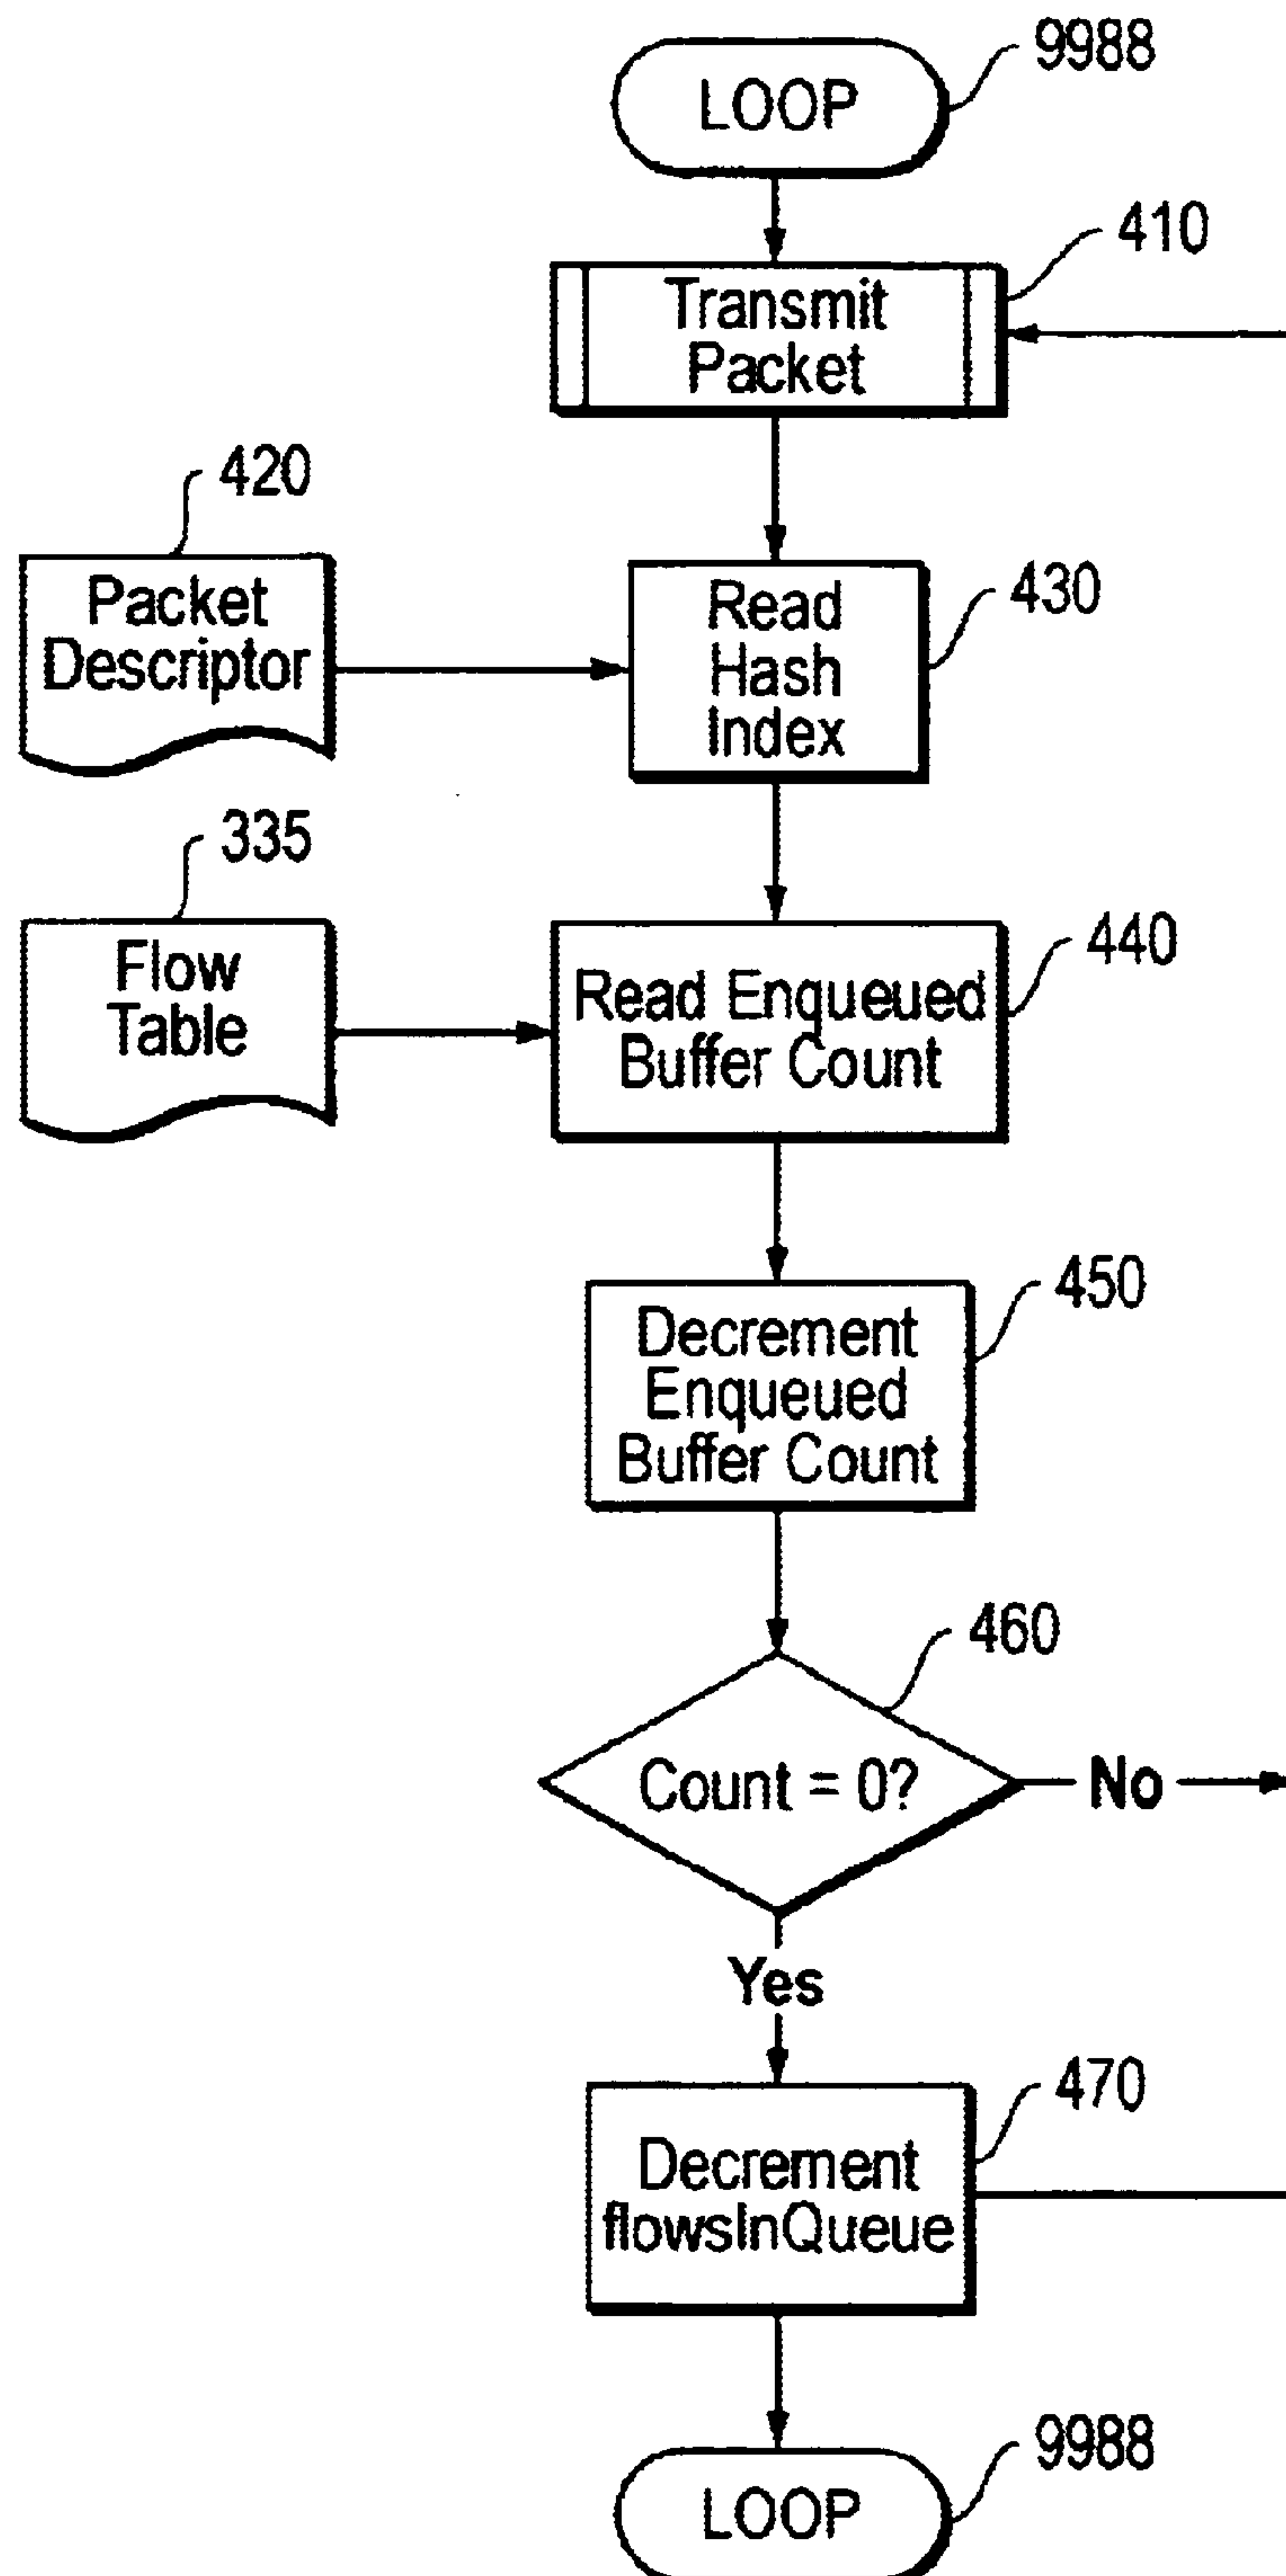 9988
LOOP
410
Transmit
Packet
420
Packet
Descriptor
430
Read
Hash
Index
335
Flow
Table
440
Read Enqueued
Buffer Count
450
Decrement
Enqueued
Buffer Count
460
Count = 0?
No
Yes
470
Decrement
flowsInQueue
9988
LOOP